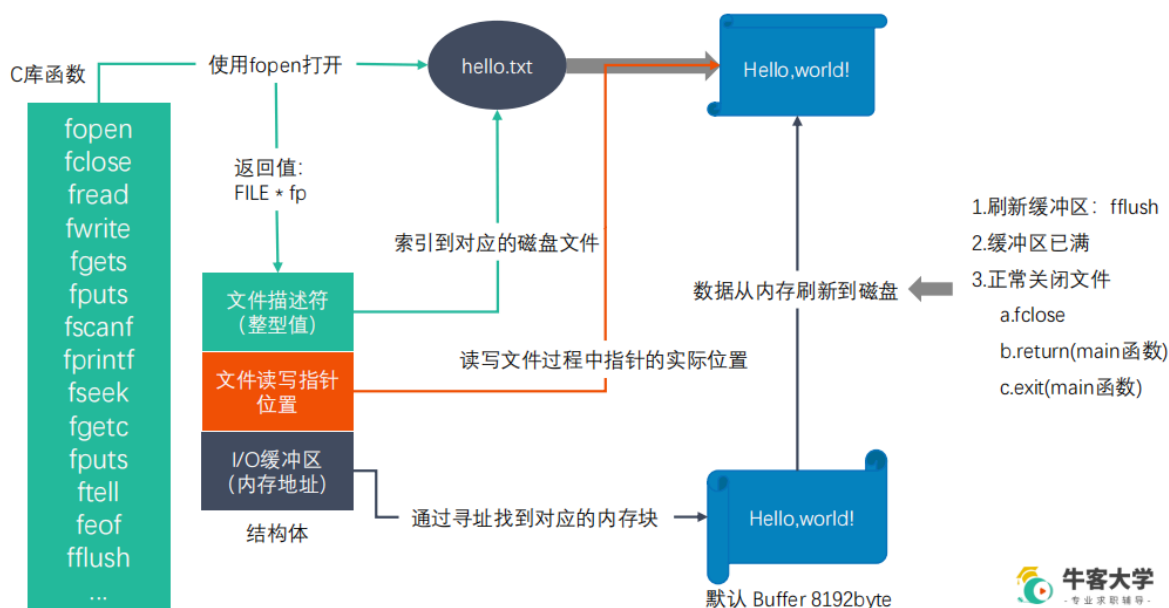 C库函数
fopen
fclose
fread
fwrite
fgets
fputs
fscanf
fprintf
fseek
fgetc
fputs
ftell
feof
fflush
...
使用fopen打开
hello.txt
Hello,world!
返回值:
FILE * fp
索引到对应的磁盘文件
文件描述符
(整型值)
文件读写指针
位置
I/O缓冲区
(内存地址)
结构体
读写文件过程中指针的实际位置
数据从内存刷新到磁盘
1.刷新缓冲区：fflush
2.缓冲区已满
3.正常关闭文件
a.fclose
b.return(main函数)
c.exit(main函数)
通过寻址找到对应的内存块
Hello,world!
默认 Buffer 8192byte
牛客大学
-专业求职辅导-